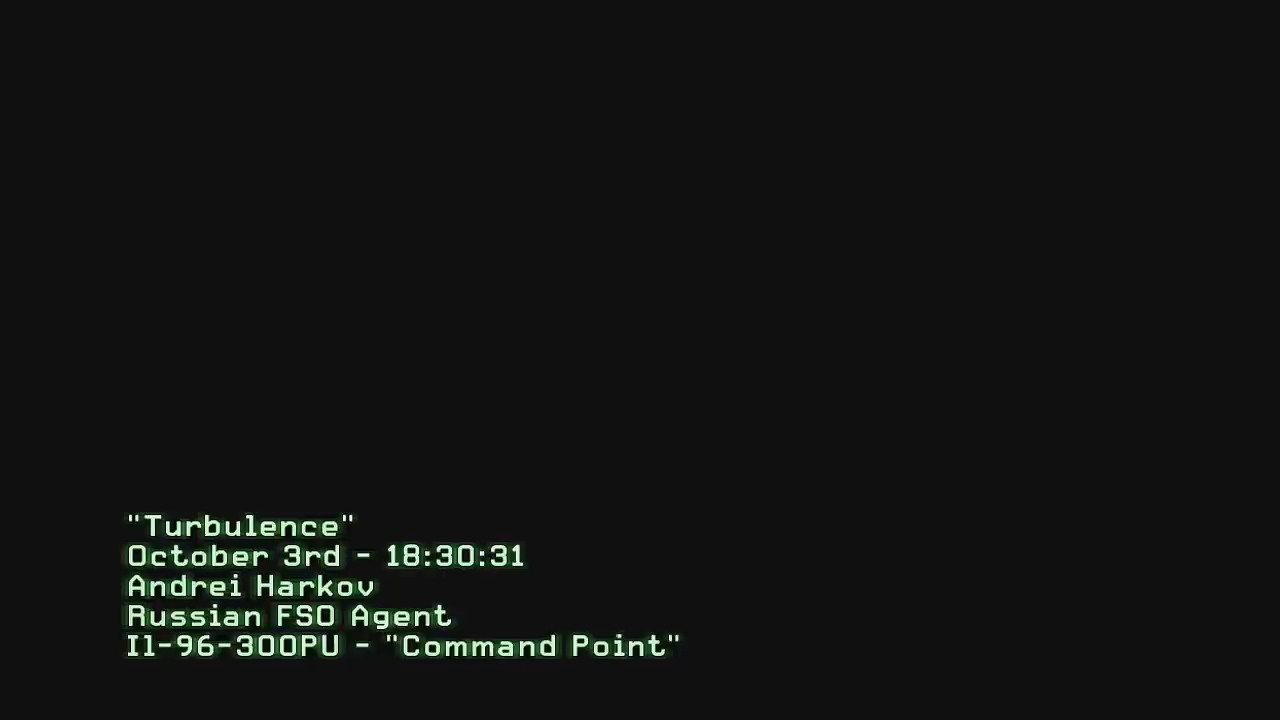 "Turbulence"
October 3rd - 18:30:31
Andrei Harkov
Russian FSO Agent
Il-96-300PU - "Command Point"